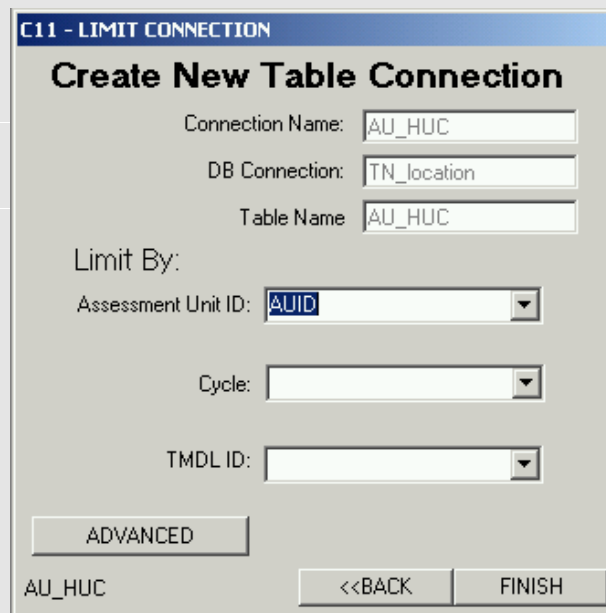 C11 - LIMIT CONNECTION
Create New Table Connection
Connection Name: AU_HUC
DB Connection: TN_location
Table Name AU_HUC
Limit By:
Assessment Unit ID: AUID
Cycle:
TMDL ID:
ADVANCED
AU_HUC <<BACK FINISH